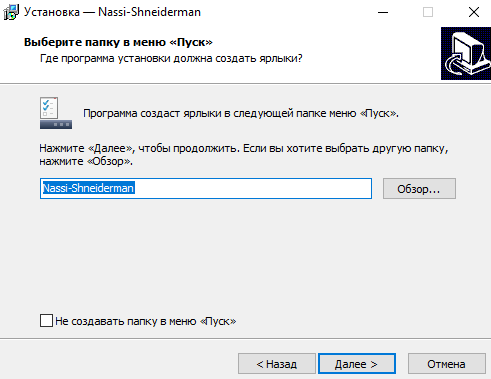 Установка — Nassi-Shneiderman
Выберите папку в меню «Пуск»
Где программа установки должна создать ярлыки?
Программа создаст ярлыки в следующей папке меню «Пуск».
Нажмите «Далее», чтобы продолжить. Если вы хотите выбрать другую папку,
нажмите «Обзор».
Nassi-Shneiderman
Обзор...
Не создавать папку в меню «Пуск»
< Назад
Далее >
Отмена